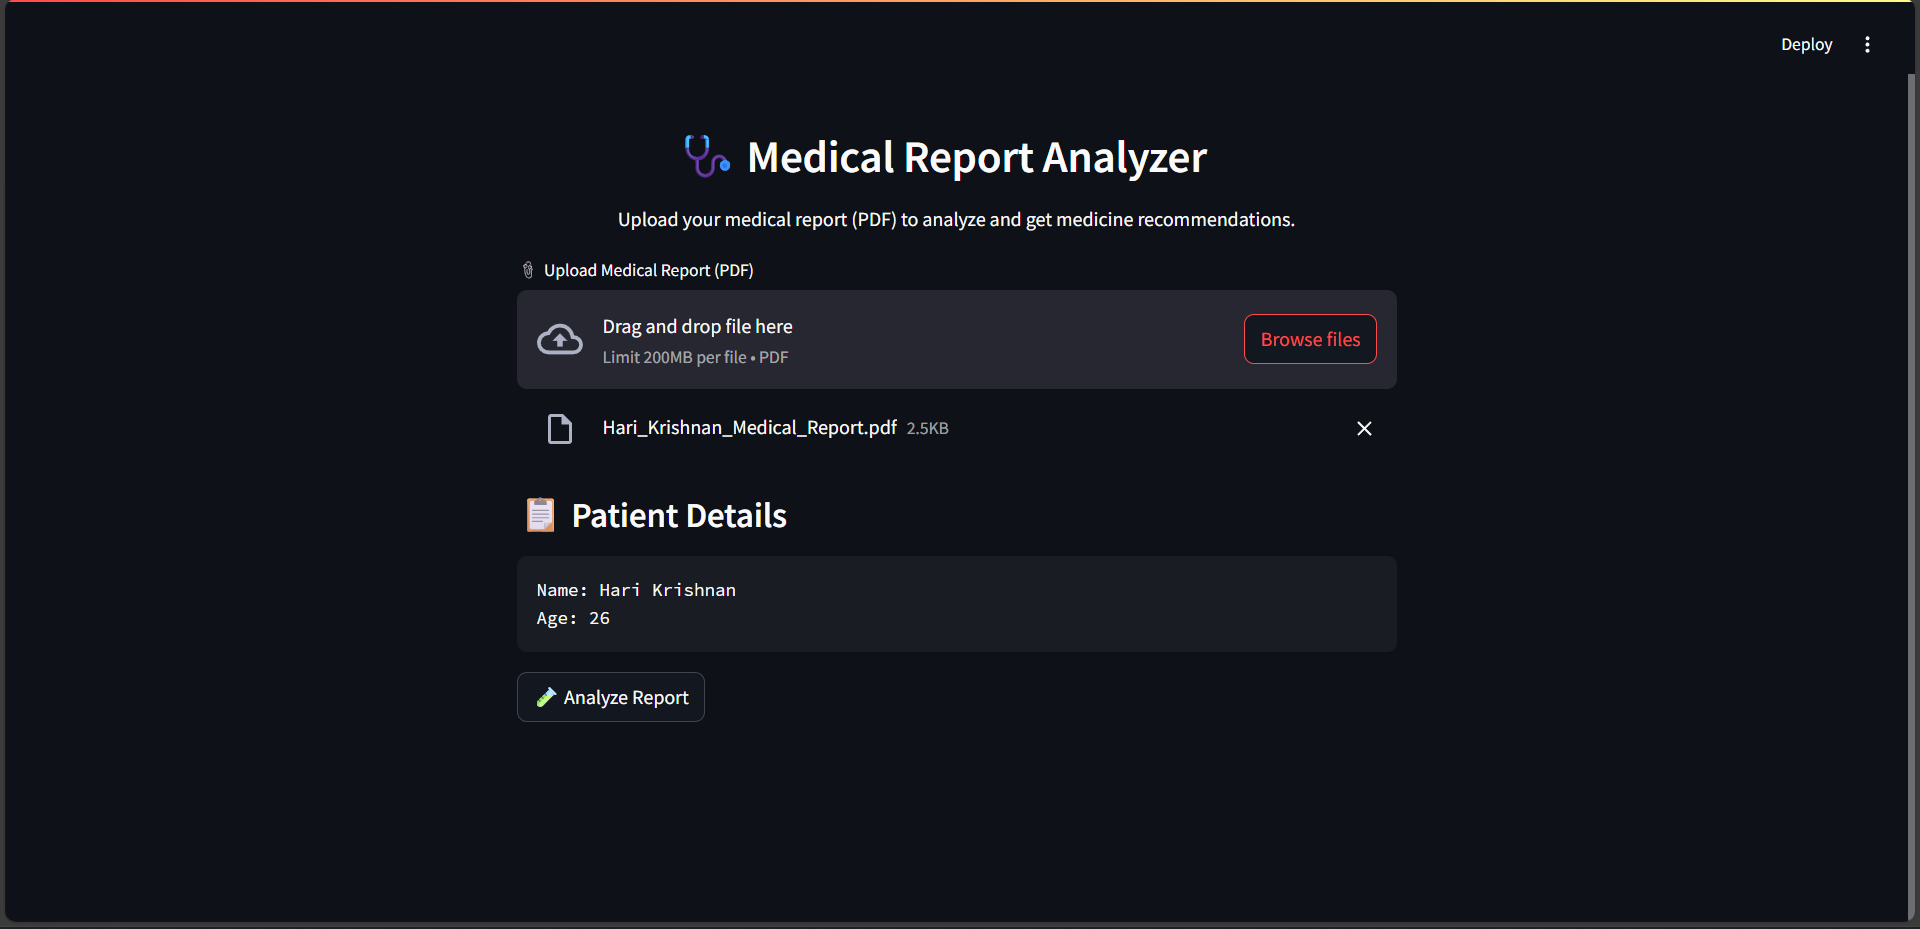 Deploy
Medical Report Analyzer
Upload your medical report (PDF) to analyze and get medicine recommendations.
Upload Medical Report (PDF)
Drag and drop file here
Limit 200MB per file • PDF
Browse files
Hari_Krishnan_Medical_Report.pdf 2.5KB
Patient Details
Name: Hari Krishnan
Age: 26
Analyze Report